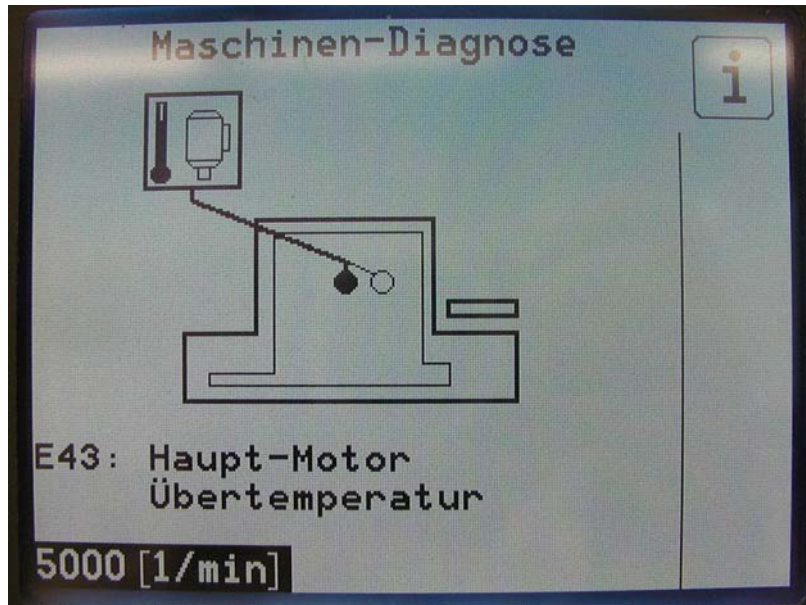 Maschinen-Diagnose
i
E43: Haupt-Motor
Übertemperatur
5000 [1/min]